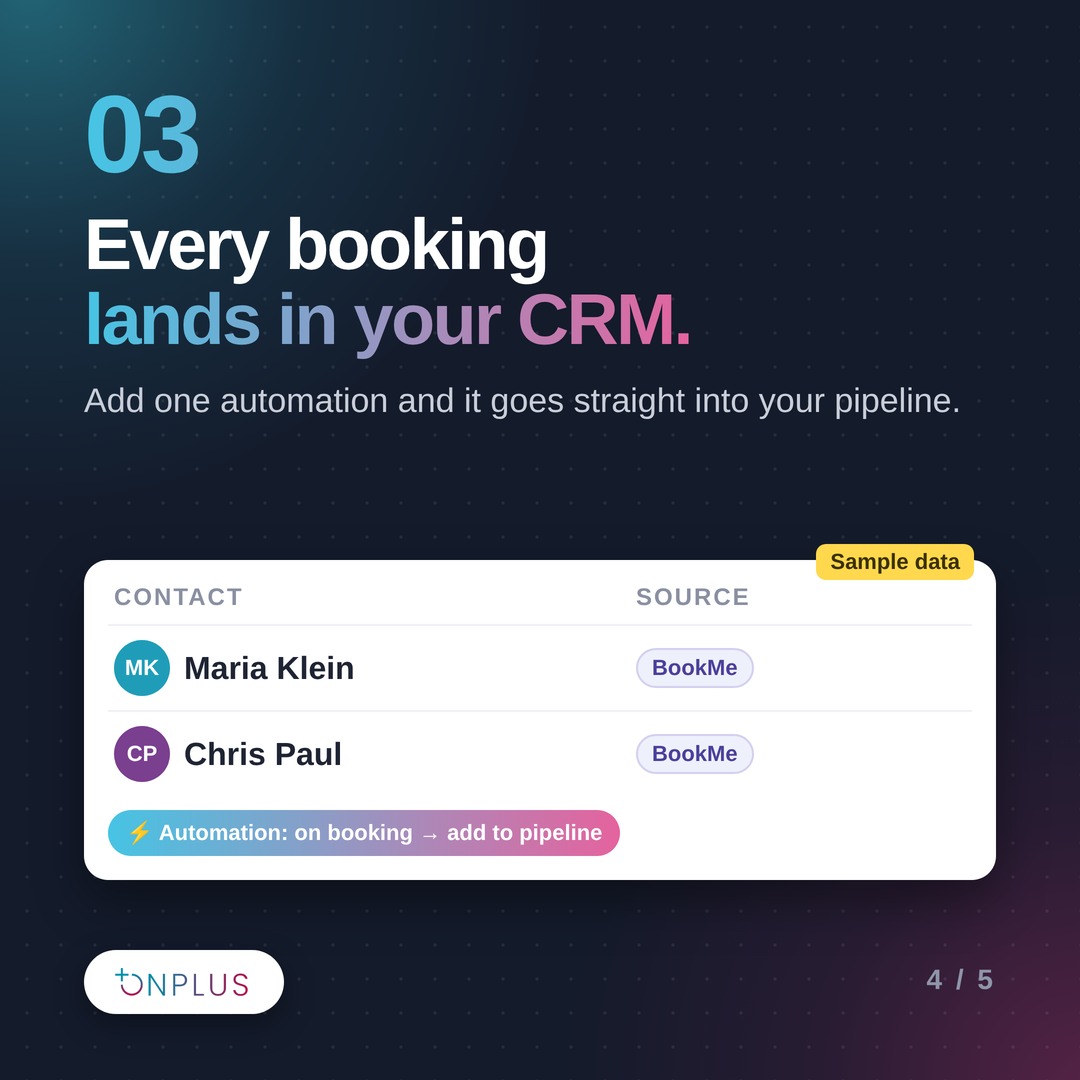 03
Every booking
lands in your CRM.
Add one automation and it goes straight into your pipeline.
Sample data
CONTACT SOURCE
MK Maria Klein BookMe
CP Chris Paul BookMe
⚡ Automation: on booking → add to pipeline
ONPLUS
4 / 5